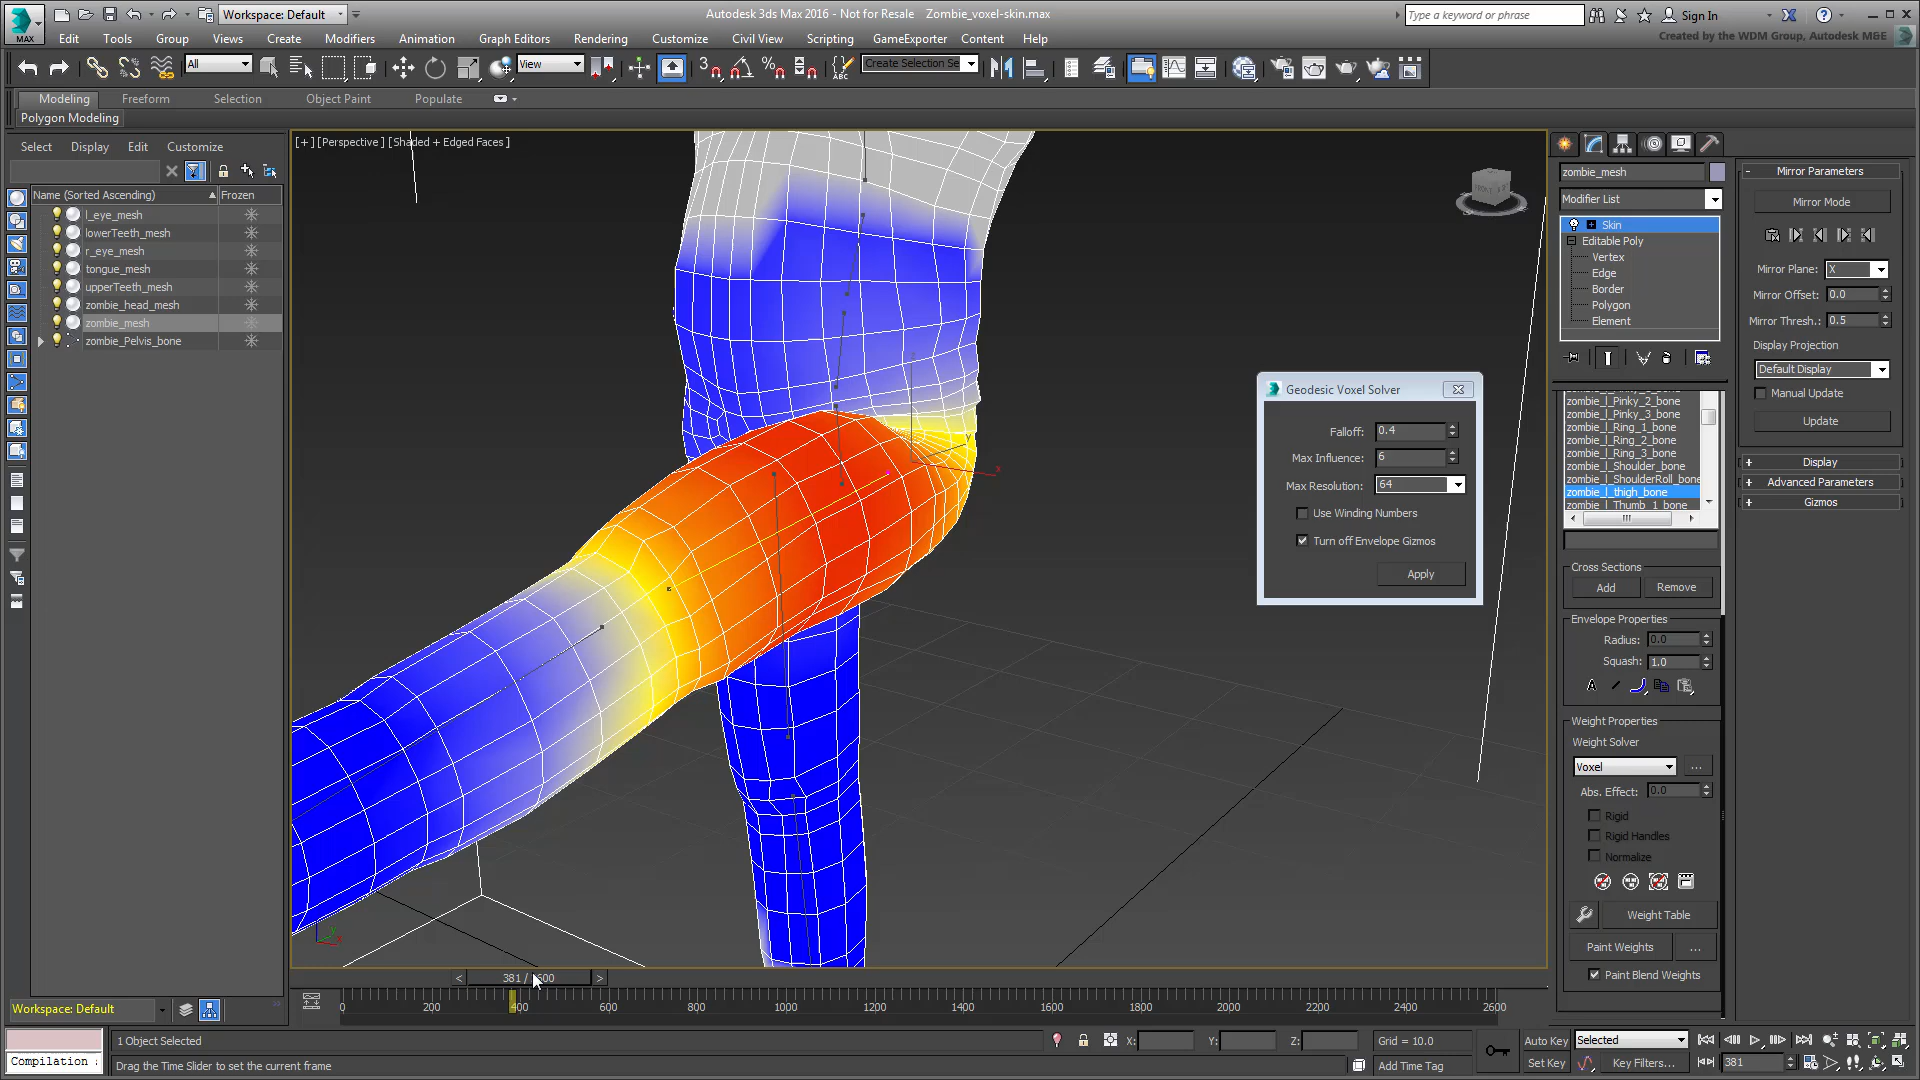 Workspace: Default
Autodesk 3ds Max 2016 - Not for Resale Zombie_voxel-skin.max
Type a keyword or phrase
Sign In
MAX
Edit Tools Group Views Create Modifiers Animation Graph Editors Rendering Customize Civil View Scripting GameExporter Content Help
Created by the WDM Group, Autodesk M&E
All
View
3
ABC
Create Selection Se
Modeling Freeform Selection Object Paint Populate
Polygon Modeling
Select Display Edit Customize
Name (Sorted Ascending) Frozen
l_eye_mesh
lowerTeeth_mesh
r_eye_mesh
tongue_mesh
upperTeeth_mesh
zombie_head_mesh
zombie_mesh
zombie_Pelvis_bone
[+] [Perspective ] [Shaded + Edged Faces ]
Geodesic Voxel Solver
Falloff: 0.4
Max Influence: 6
Max Resolution: 64
Use Winding Numbers
Turn off Envelope Gizmos
Apply
zombie_mesh
Modifier List
Skin
Editable Poly
Vertex
Edge
Border
Polygon
Element
zombie_l_Pinky_2_bone
zombie_l_Pinky_3_bone
zombie_l_Ring_1_bone
zombie_l_Ring_2_bone
zombie_l_Ring_3_bone
zombie_l_Shoulder_bone
zombie_l_ShoulderRoll_bone
zombie_l_thigh_bone
zombie_l_Thumb_1_bone
Cross Sections
Add Remove
Envelope Properties
Radius: 0.0
Squash: 1.0
A
Weight Properties
Weight Solver
Voxel ...
Abs. Effect: 0.0
Rigid
Rigid Handles
Normalize
Weight Table
Paint Weights ...
Paint Blend Weights
Mirror Parameters
Mirror Mode
Mirror Plane: X
Mirror Offset: 0.0
Mirror Thresh.: 0.5
Display Projection
Default Display
Manual Update
Update
Display
Advanced Parameters
Gizmos
Workspace: Default
0 200 400 600 800 1000 1200 1400 1600 1800 2000 2200 2400 2600
Compilation
1 Object Selected
Drag the Time Slider to set the current frame
X: Y: Z: Grid = 10.0
Add Time Tag
Auto Key Selected
Set Key Key Filters...
381